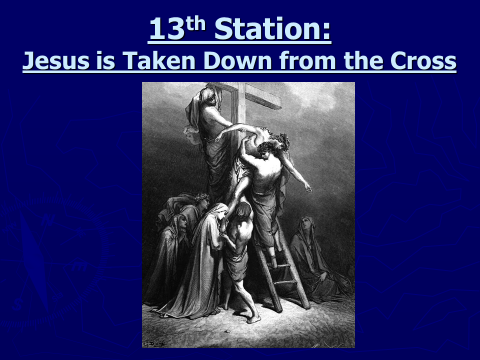 13th Station:
Jesus is Taken Down from the Cross